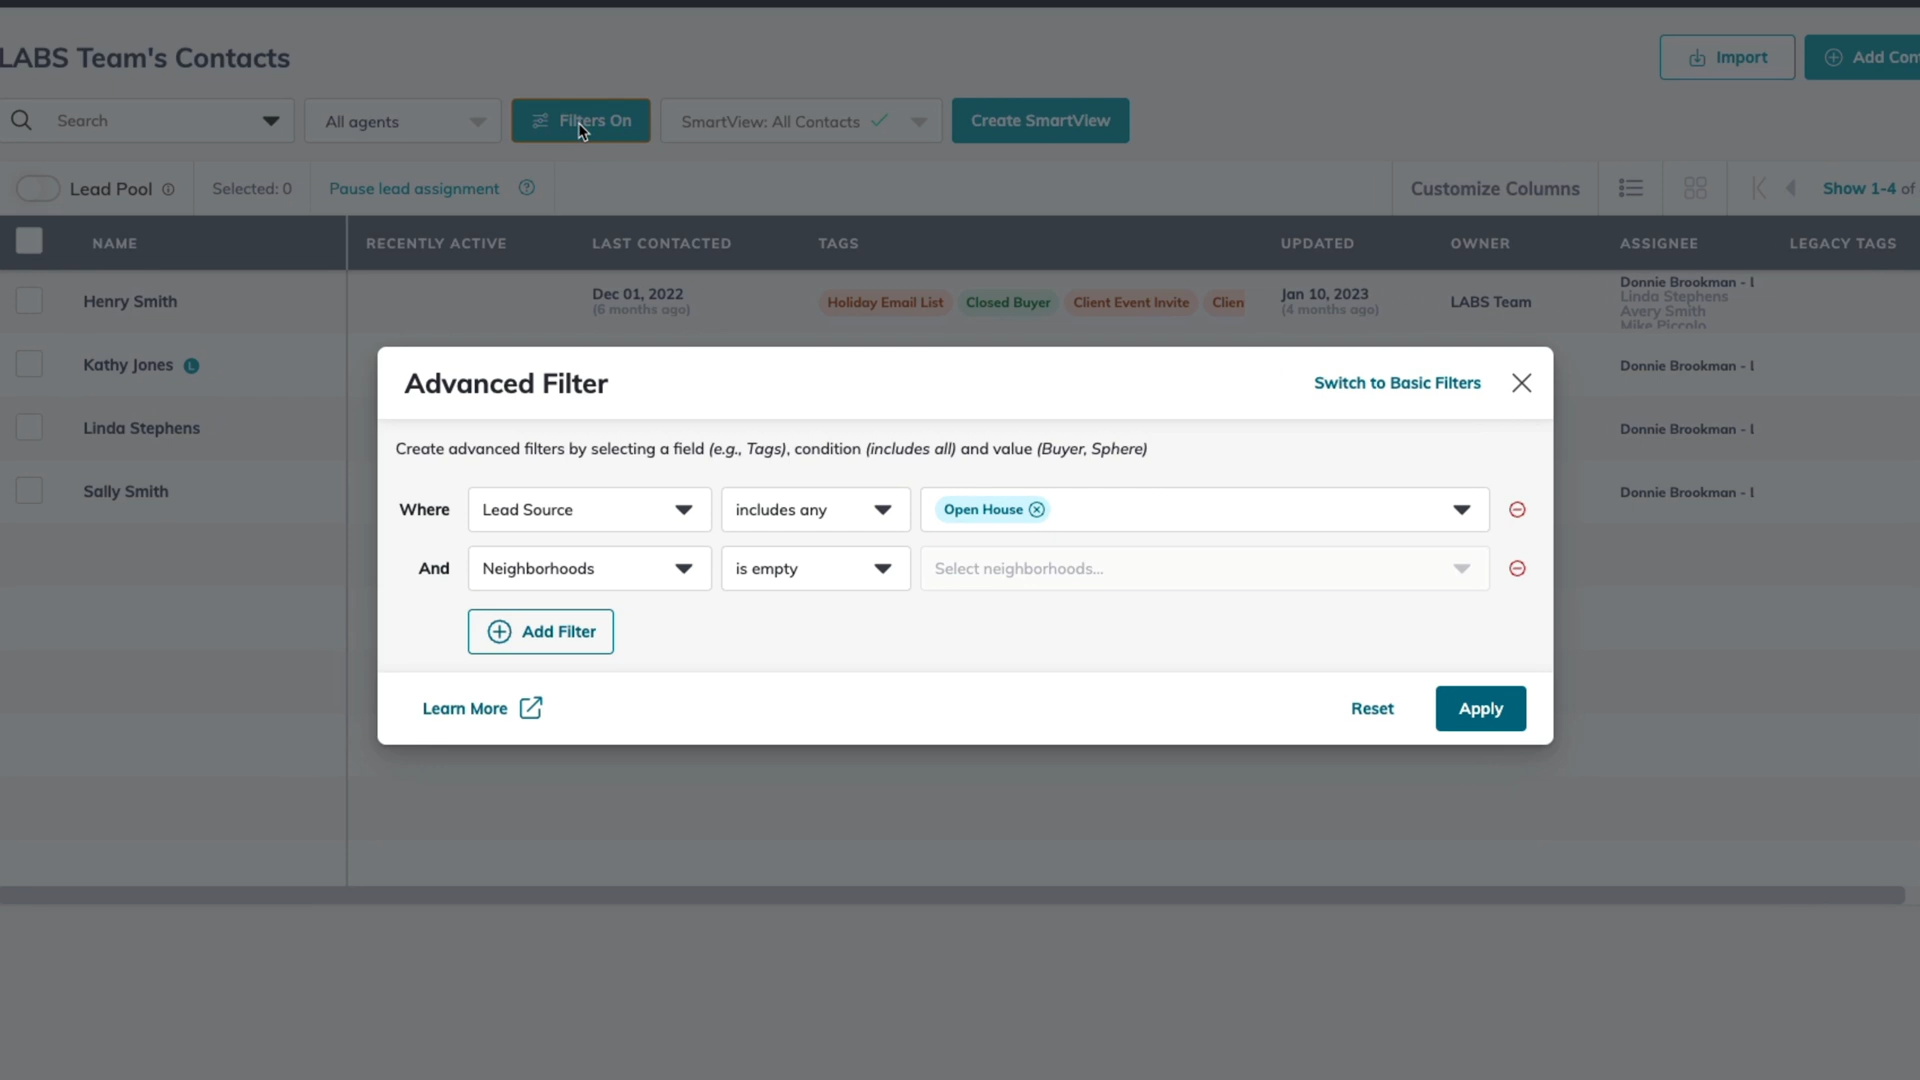 LABS Team's Contacts
Import
Add Con
Search
All agents
Filters On
SmartView: All Contacts
Create SmartView
Lead Pool
Selected: 0
Pause lead assignment
Customize Columns
Show 1-4 of
NAME
RECENTLY ACTIVE
LAST CONTACTED
TAGS
UPDATED
OWNER
ASSIGNEE
LEGACY TAGS
Henry Smith
Dec 01, 2022
(6 months ago)
Holiday Email List
Closed Buyer
Client Event Invite
Clien
Jan 10, 2023
(4 months ago)
LABS Team
Donnie Brookman - L
Linda Stephens
Avery Smith
Mike Piccolo
Kathy Jones
L
Donnie Brookman - L
Linda Stephens
Donnie Brookman - L
Sally Smith
Donnie Brookman - L
Advanced Filter
Switch to Basic Filters
Create advanced filters by selecting a field (e.g., Tags), condition (includes all) and value (Buyer, Sphere)
Where
Lead Source
includes any
Open House
And
Neighborhoods
is empty
Select neighborhoods...
Add Filter
Learn More
Reset
Apply